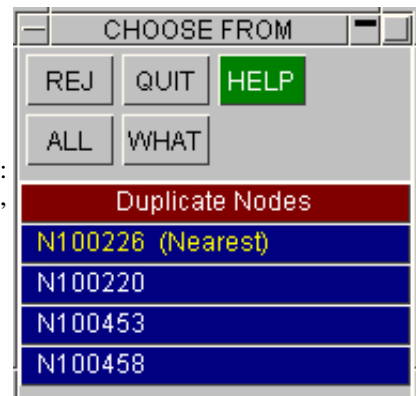 CHOOSE FROM
REJ QUIT HELP
ALL WHAT
:
,
Duplicate Nodes
N100226 (Nearest)
N100220
N100453
N100458